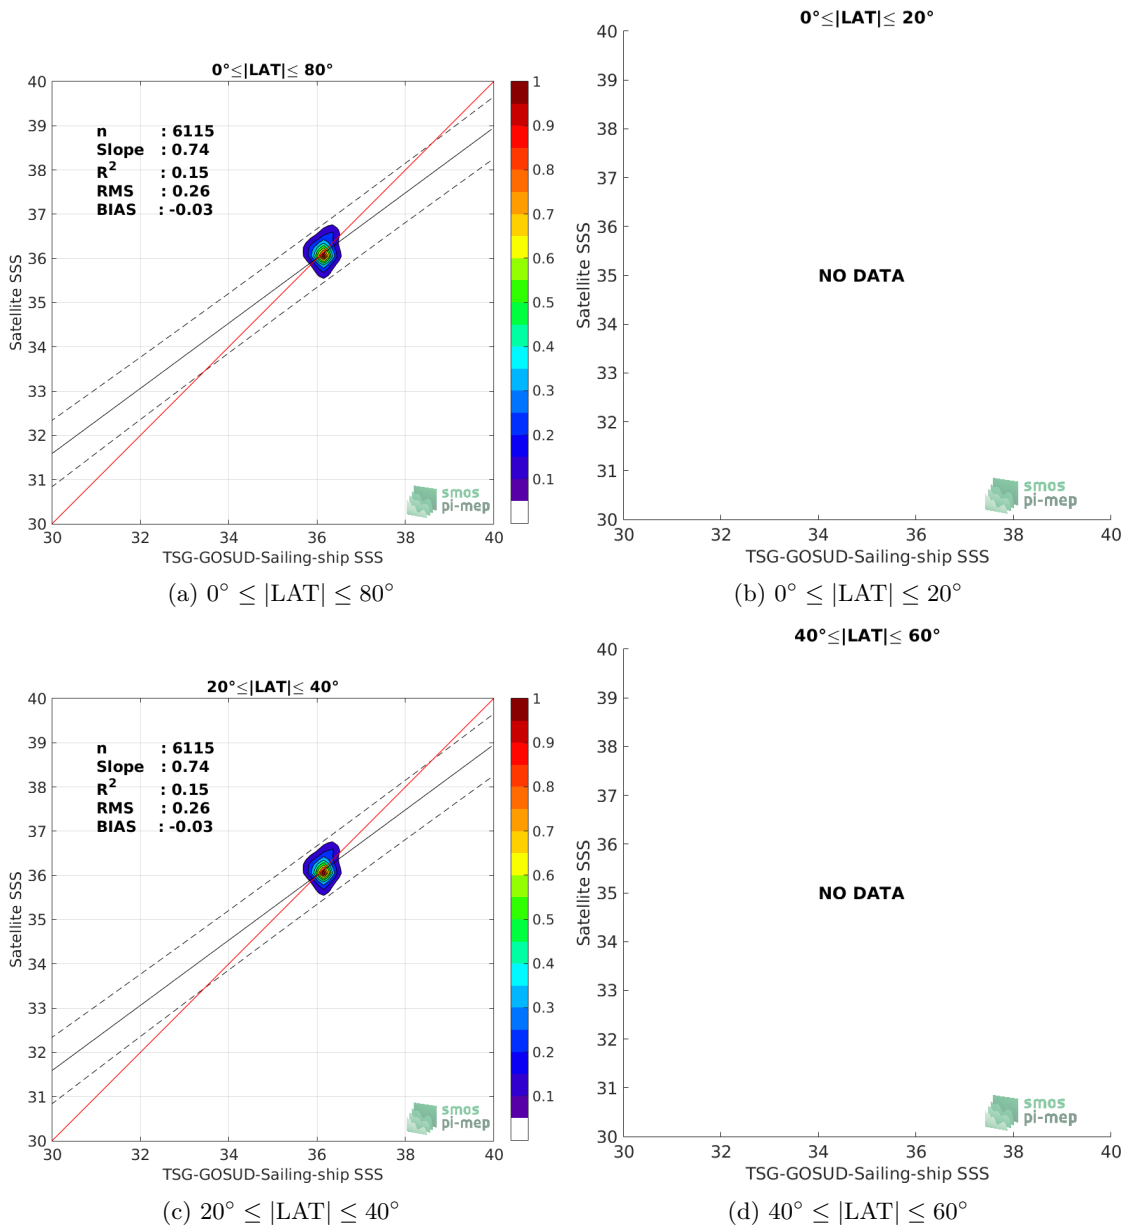 0°≤|LAT|≤ 80°
40
39
38
37
36
35
34
33
32
31
30
Satellite SSS
n : 6115
Slope : 0.74
R² : 0.15
RMS : 0.26
BIAS : -0.03
smos
pi-mep
30 32 34 36 38 40
TSG-GOSUD-Sailing-ship SSS
1
0.9
0.8
0.7
0.6
0.5
0.4
0.3
0.2
0.1
(a) 0° ≤ |LAT| ≤ 80°
0°≤|LAT|≤ 20°
40
39
38
37
36
35
34
33
32
31
30
Satellite SSS
NO DATA
smos
pi-mep
30 32 34 36 38 40
TSG-GOSUD-Sailing-ship SSS
(b) 0° ≤ |LAT| ≤ 20°
20°≤|LAT|≤ 40°
40
39
38
37
36
35
34
33
32
31
30
Satellite SSS
n : 6115
Slope : 0.74
R² : 0.15
RMS : 0.26
BIAS : -0.03
smos
pi-mep
30 32 34 36 38 40
TSG-GOSUD-Sailing-ship SSS
1
0.9
0.8
0.7
0.6
0.5
0.4
0.3
0.2
0.1
(c) 20° ≤ |LAT| ≤ 40°
40°≤|LAT|≤ 60°
40
39
38
37
36
35
34
33
32
31
30
Satellite SSS
NO DATA
smos
pi-mep
30 32 34 36 38 40
TSG-GOSUD-Sailing-ship SSS
(d) 40° ≤ |LAT| ≤ 60°